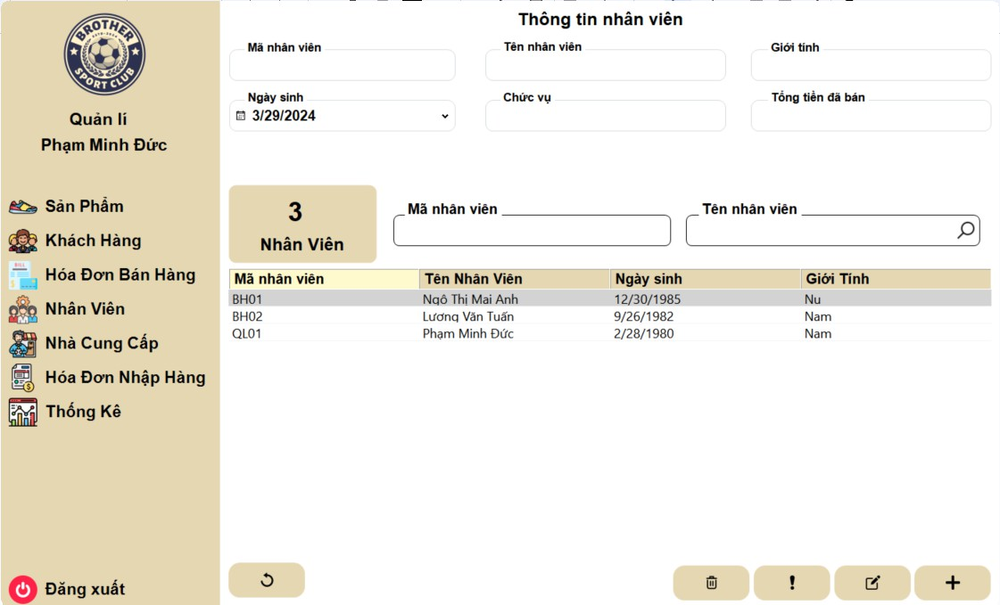 BROTHER
ESTD-2024
SPORT CLUB
Quản lí
Phạm Minh Đức
Sản Phẩm
Khách Hàng
Hóa Đơn Bán Hàng
Nhân Viên
Nhà Cung Cấp
Hóa Đơn Nhập Hàng
Thống Kê
Đăng xuất
Thông tin nhân viên
Mã nhân viên
Tên nhân viên
Giới tính
Ngày sinh
3/29/2024
Chức vụ
Tổng tiền đã bán
3
Nhân Viên
Mã nhân viên
Tên nhân viên
Mã nhân viên Tên Nhân Viên Ngày sinh Giới Tính
BH01 Ngô Thị Mai Anh 12/30/1985 Nu
BH02 Lương Văn Tuấn 9/26/1982 Nam
QL01 Phạm Minh Đức 2/28/1980 Nam